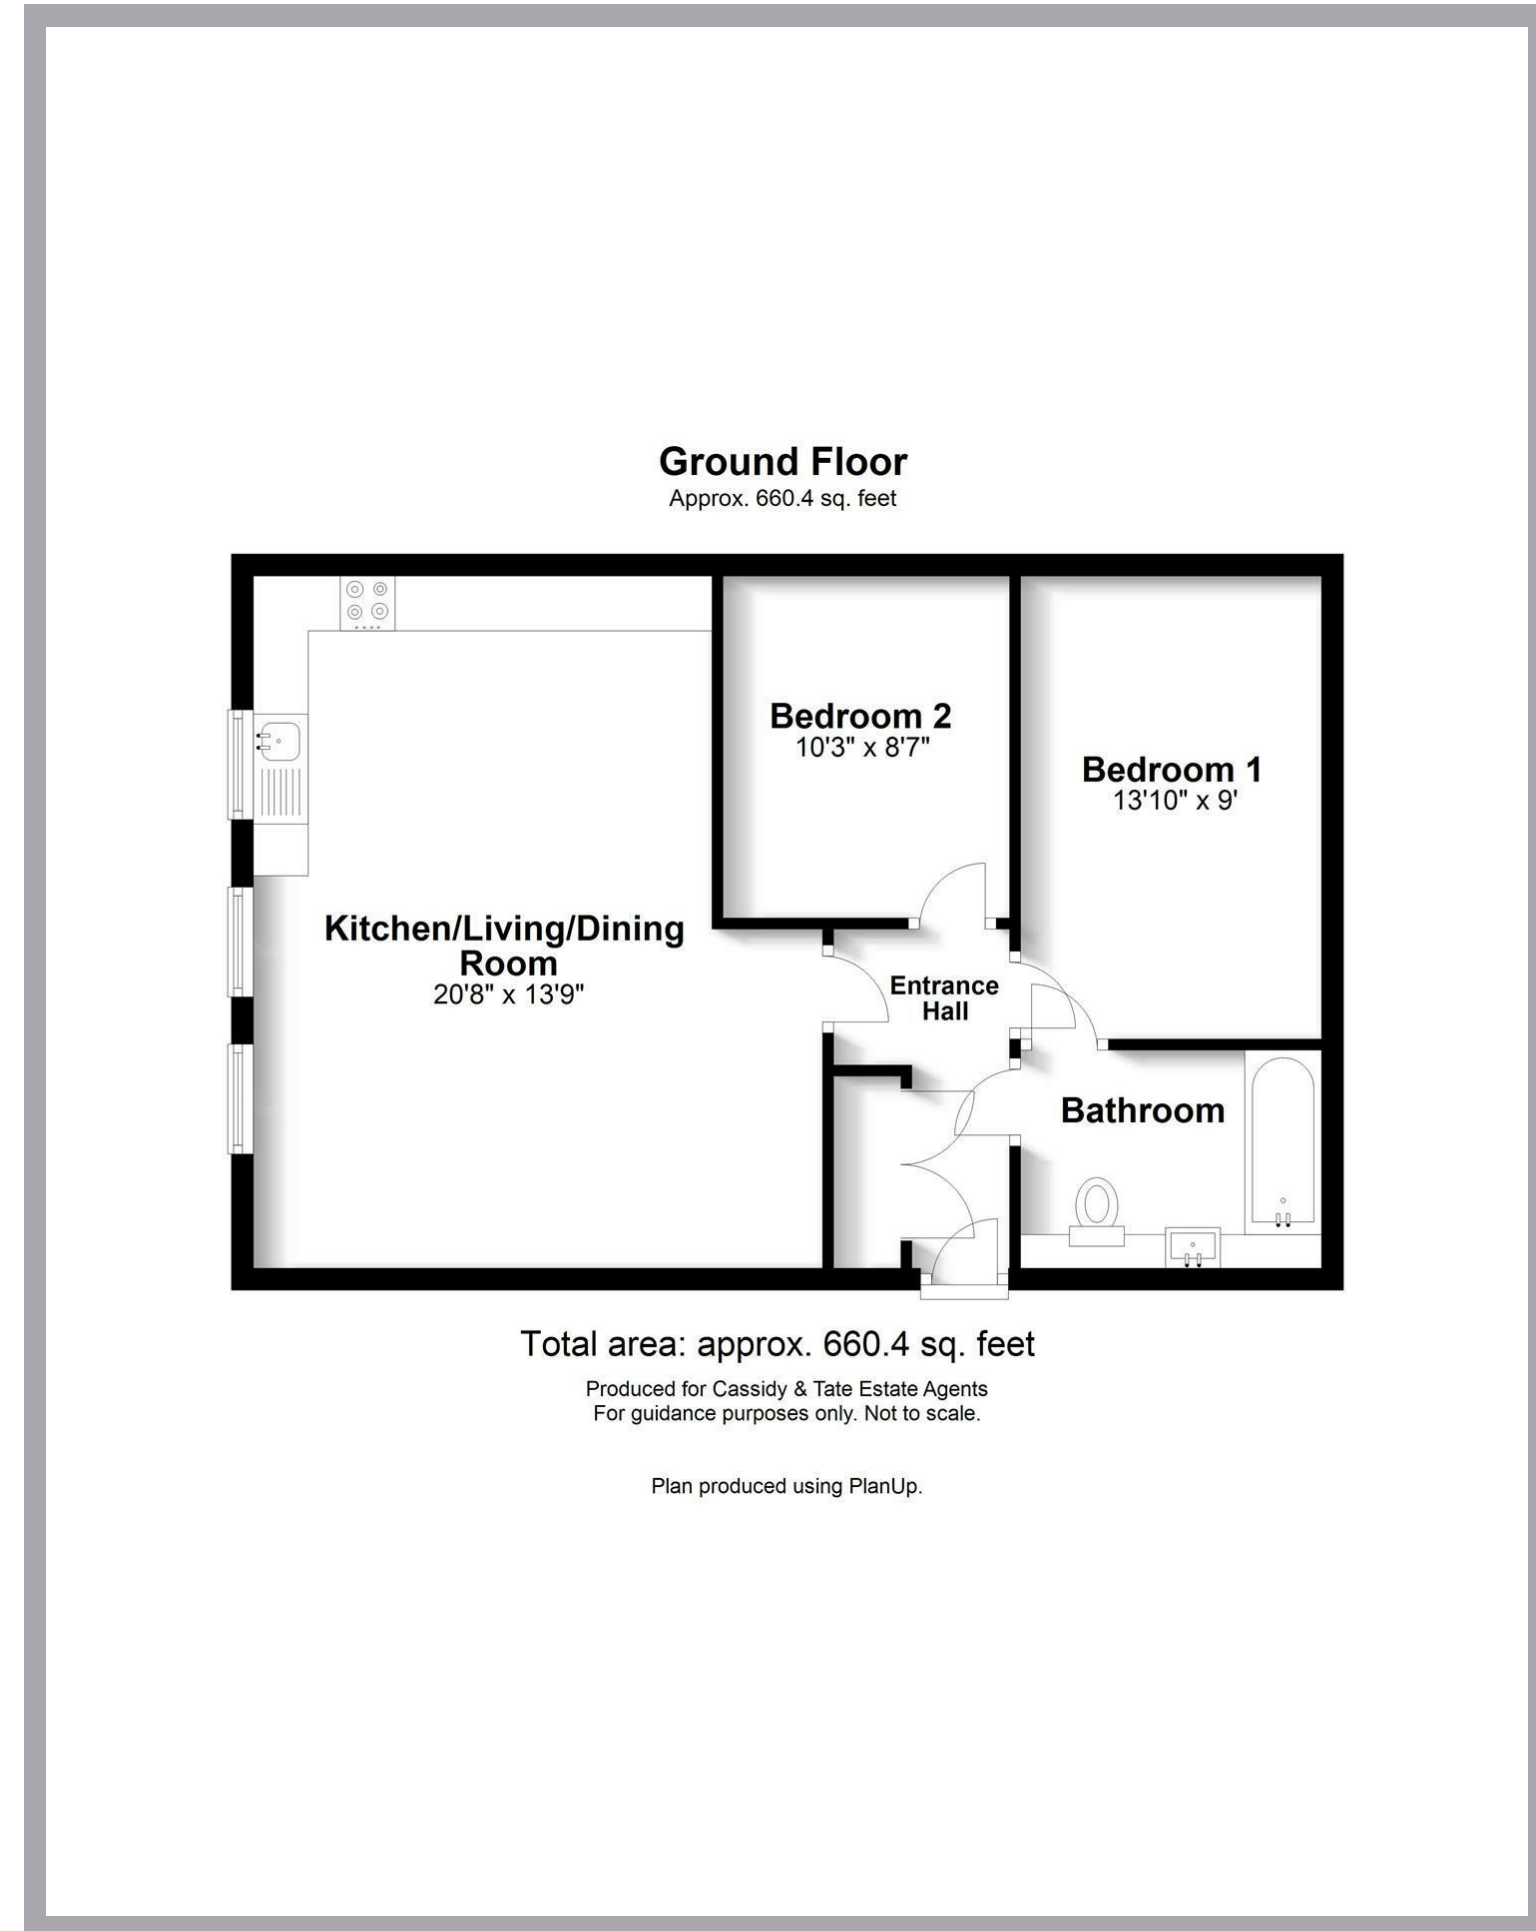 Ground Floor
Approx. 660.4 sq. feet
Bedroom 2
10'3" x 8'7"
Bedroom 1
13'10" x 9'
Kitchen/Living/Dining
Room
20'8" x 13'9"
Entrance
Hall
Bathroom
Total area: approx. 660.4 sq. feet
Produced for Cassidy & Tate Estate Agents
For guidance purposes only. Not to scale.
Plan produced using PlanUp.